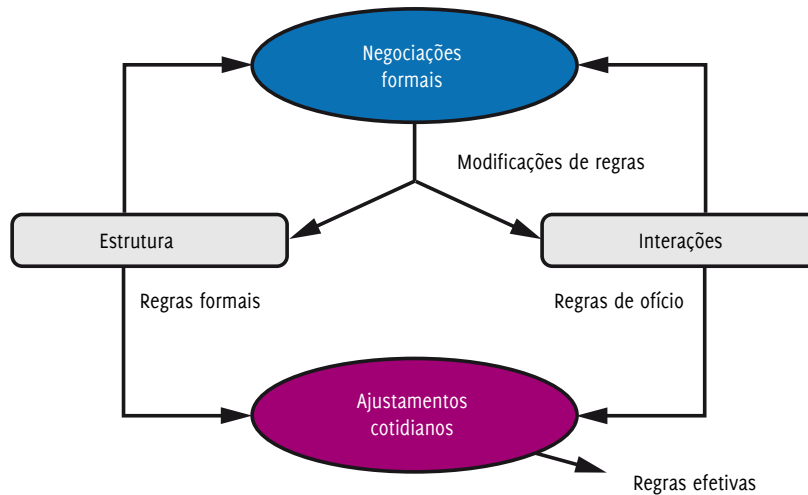 Negociações
formais
Modificações de regras
Estrutura
Interações
Regras formais
Regras de ofício
Ajustamentos
cotidianos
Regras efetivas